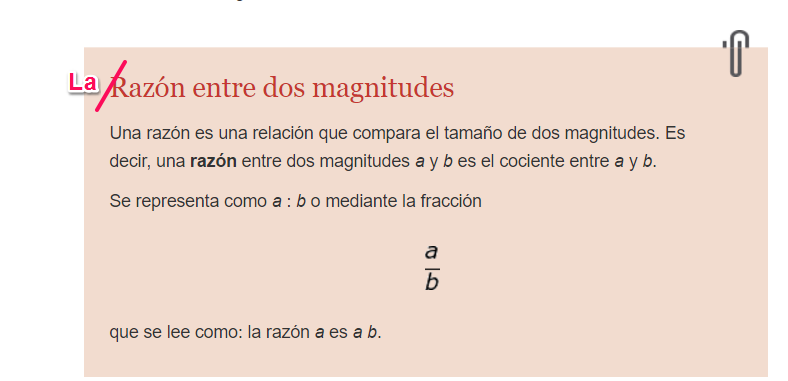 La Razón entre dos magnitudes
Una razón es una relación que compara el tamaño de dos magnitudes. Es
decir, una razón entre dos magnitudes a y b es el cociente entre a y b.
Se representa como a : b o mediante la fracción
a
b
que se lee como: la razón a es a b.